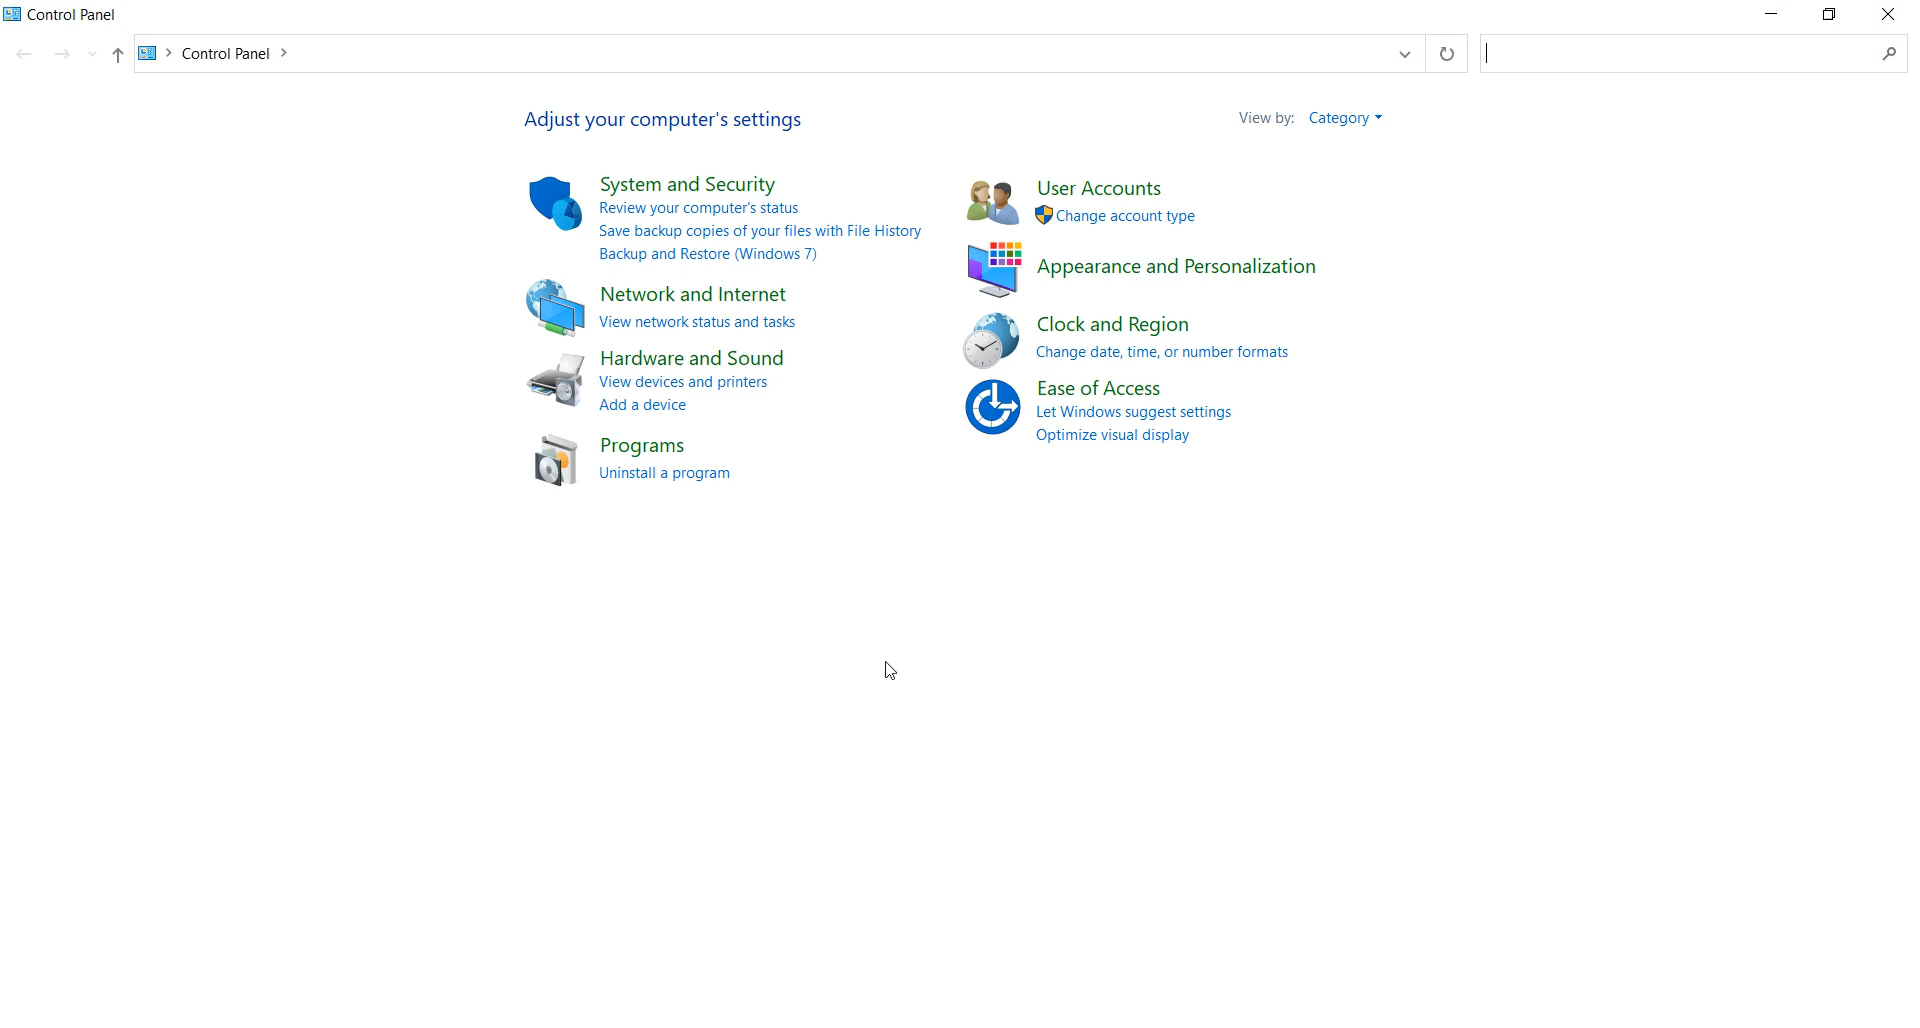 Control Panel
Control Panel
Adjust your computer's settings
View by: Category
System and Security
Review your computer's status
Save backup copies of your files with File History
Backup and Restore (Windows 7)
Network and Internet
View network status and tasks
Hardware and Sound
View devices and printers
Add a device
Programs
Uninstall a program
User Accounts
Change account type
Appearance and Personalization
Clock and Region
Change date, time, or number formats
Ease of Access
Let Windows suggest settings
Optimize visual display